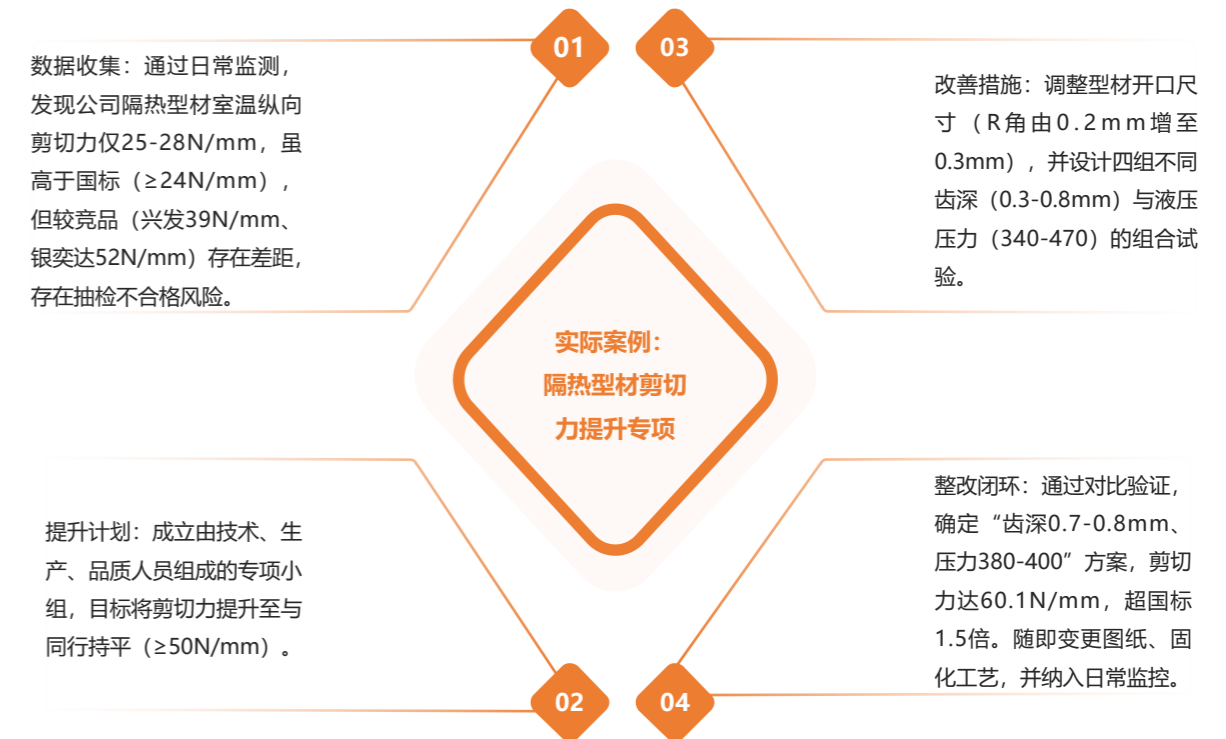 01
数据收集：通过日常监测，
发现公司隔热型材室温纵向
剪切力仅25-28N/mm，虽
高于国标（≥24N/mm），
但较竞品（兴发39N/mm、
银奕达52N/mm）存在差距，
存在抽检不合格风险。
02
提升计划：成立由技术、生
产、品质人员组成的专项小
组，目标将剪切力提升至与
同行持平（≥50N/mm）。
实际案例：
隔热型材剪切
力提升专项
03
改善措施：调整型材开口尺
寸（R角由0.2mm增至
0.3mm），并设计四组不同
齿深（0.3-0.8mm）与液压
压力（340-470）的组合试
验。
04
整改闭环：通过对比验证，
确定“齿深0.7-0.8mm、
压力380-400”方案，剪切
力达60.1N/mm，超国标
1.5倍。随即变更图纸、固
化工艺，并纳入日常监控。